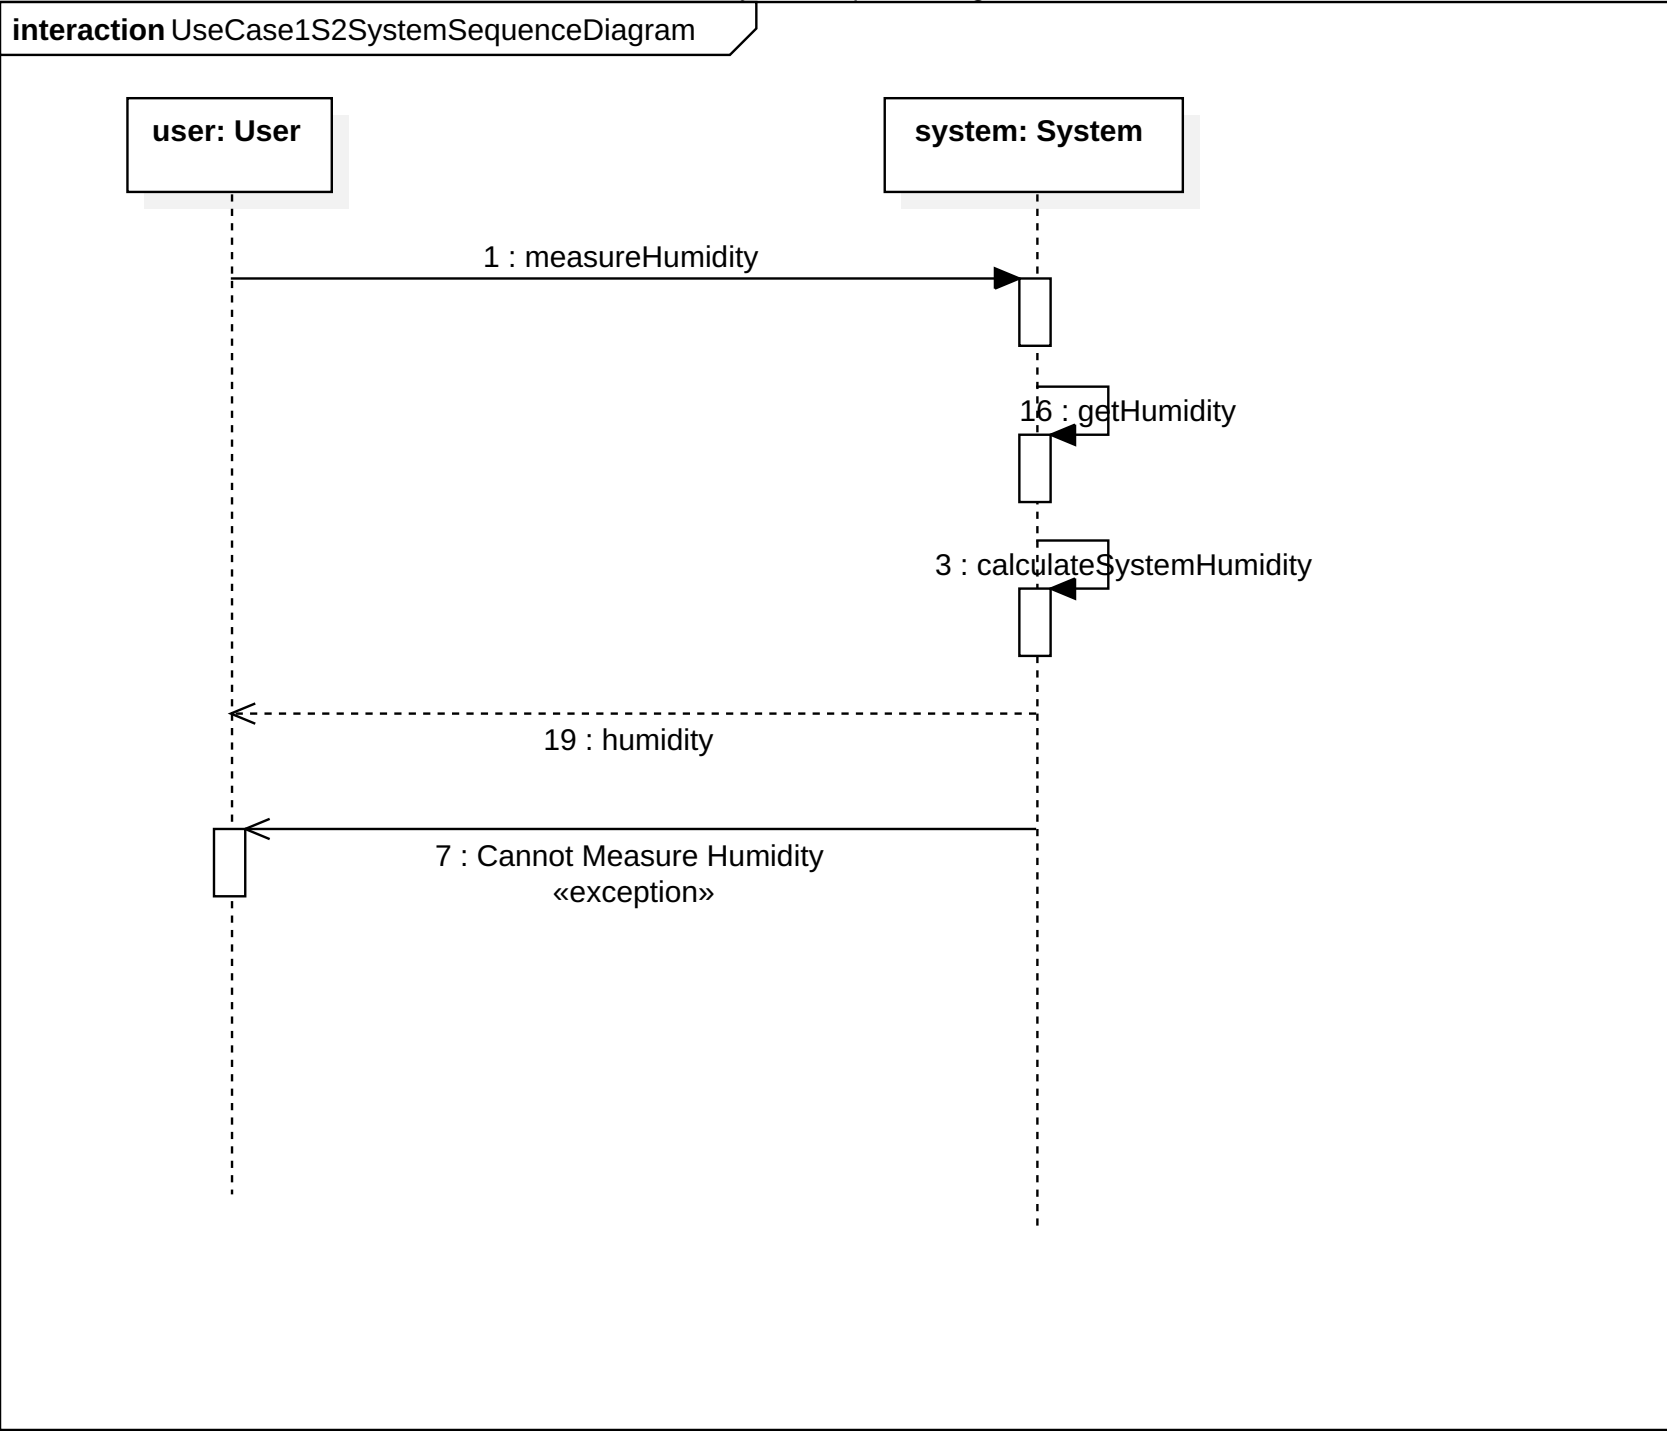 interaction UseCase1S2SystemSequenceDiagram
user: User
system: System
1 : measureHumidity
16 : getHumidity
3 : calculateSystemHumidity
19 : humidity
7 : Cannot Measure Humidity
«exception»